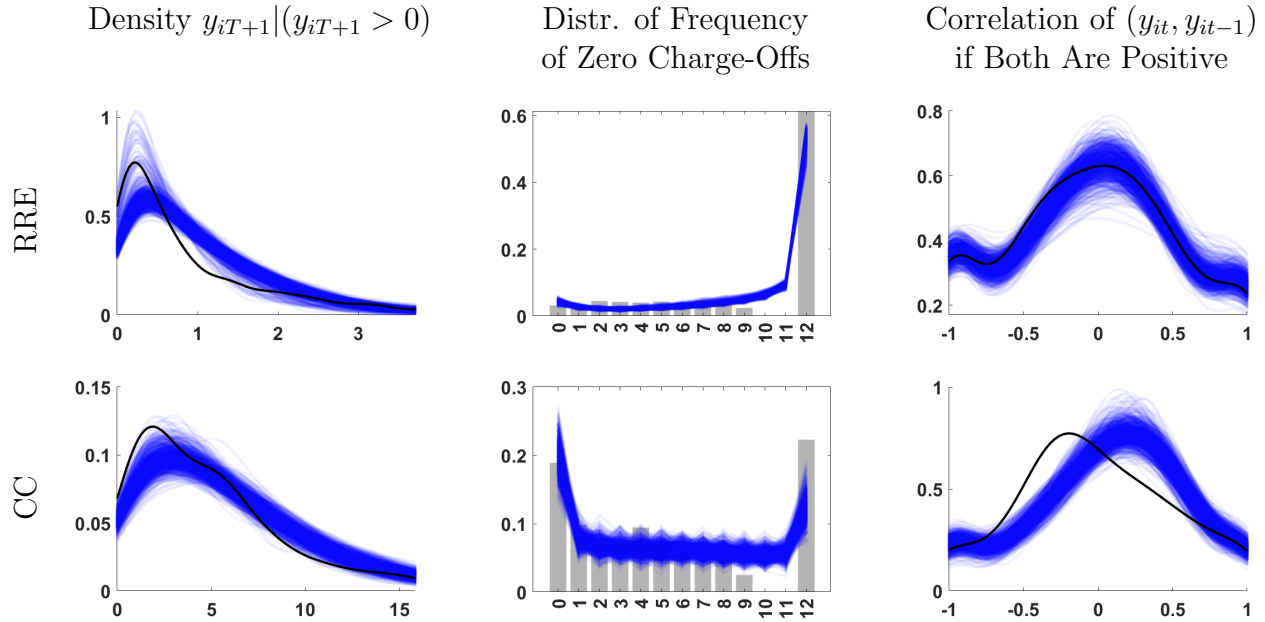 Density y_{iT+1}|(y_{iT+1} > 0)
Distr. of Frequency
of Zero Charge-Offs
Correlation of (y_{it}, y_{it-1})
if Both Are Positive
RRE
1
0.5
0
0 1 2 3
0.6
0.4
0.2
0
0 1 2 3 4 5 6 7 8 9 10 11 12
0.8
0.6
0.4
0.2
-1 -0.5 0 0.5 1
CC
0.15
0.1
0.05
0
0 5 10 15
0.3
0.2
0.1
0
0 1 2 3 4 5 6 7 8 9 10 11 12
1
0.5
0
-1 -0.5 0 0.5 1